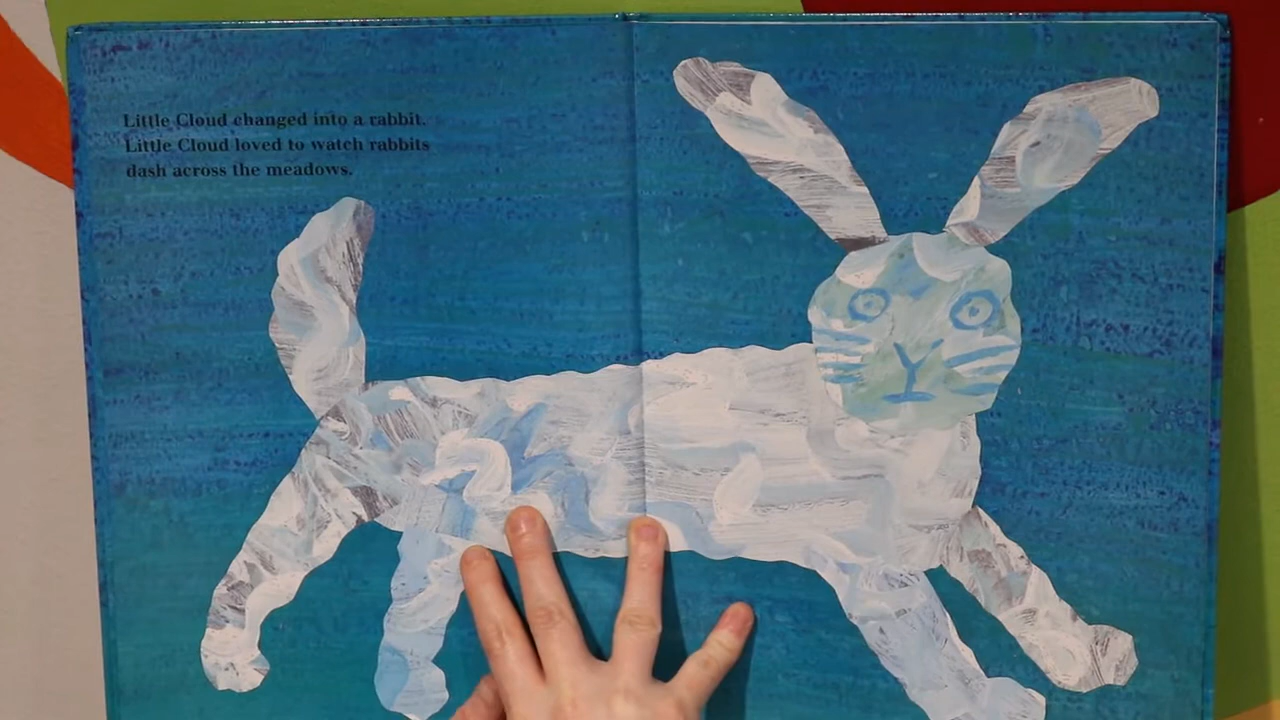 Little Cloud changed into a rabbit.
Little Cloud loved to watch rabbits
dash across the meadows.